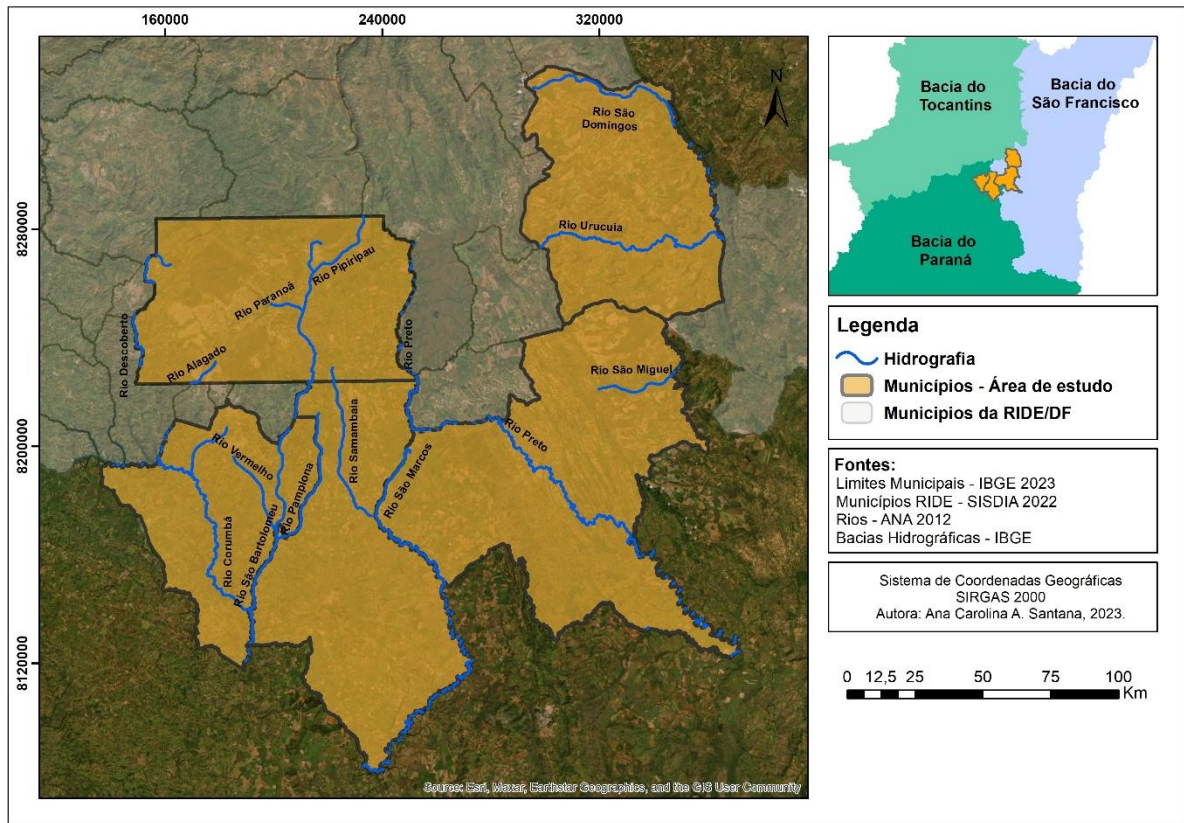 160000
240000
320000
8280000
8200000
8120000
N
Rio São
Domingos
Rio Urucuia
Rio Pipiripau
Rio Paranoá
Rio Descoberto
Rio Preto
Rio Alagado
Rio São Miguel
Rio Samambaia
Rio Preto
Rio Vermelho
Rio São Marcos
Rio Pamplona
Rio Corumbá
Rio São Bartolomeu
Source: Esri, Maxar, Earthstar Geographics, and the GIS User Community
Bacia do
Tocantins
Bacia do
São Francisco
Bacia do
Paraná
Legenda
Hidrografia
Municípios - Área de estudo
Municípios da RIDE/DF
Fontes:
Limites Municipais - IBGE 2023
Municípios RIDE - SISDIA 2022
Rios - ANA 2012
Bacias Hidrográficas - IBGE
Sistema de Coordenadas Geográficas
SIRGAS 2000
Autora: Ana Carolina A. Santana, 2023.
0 12,5 25 50 75 100
Km